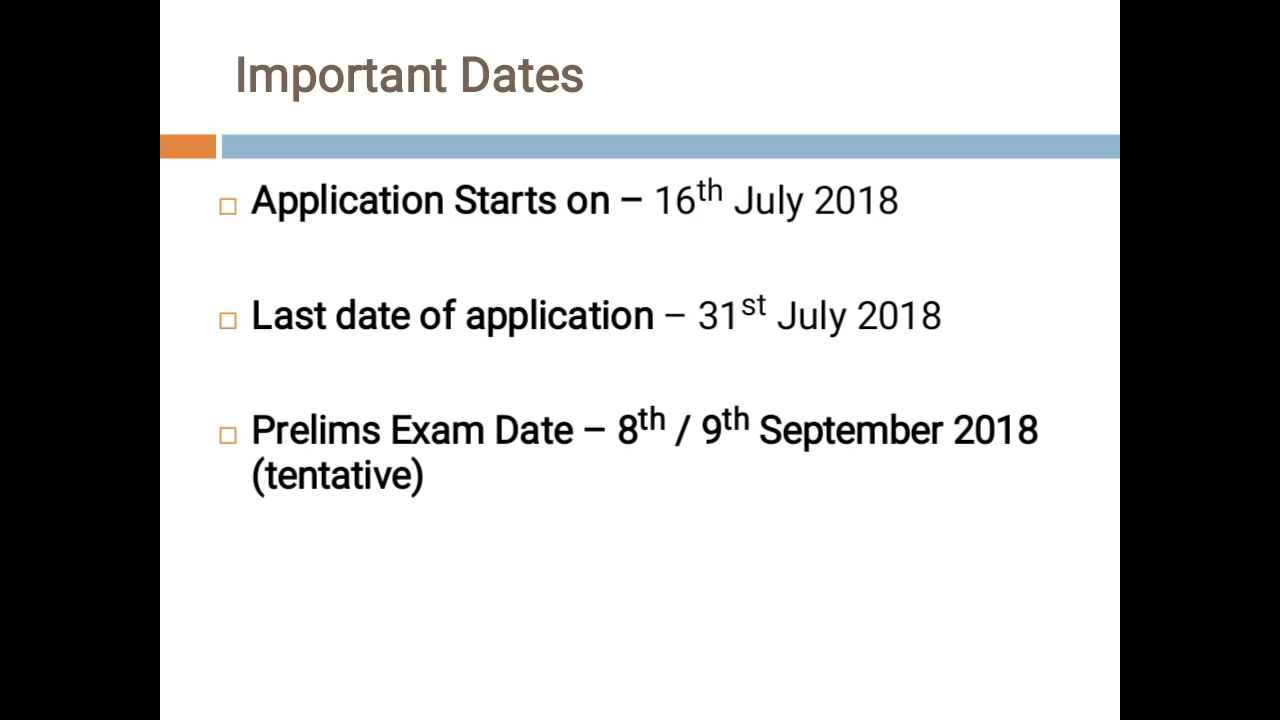 Important Dates
Application Starts on – 16th July 2018
Last date of application – 31st July 2018
Prelims Exam Date – 8th / 9th September 2018
(tentative)